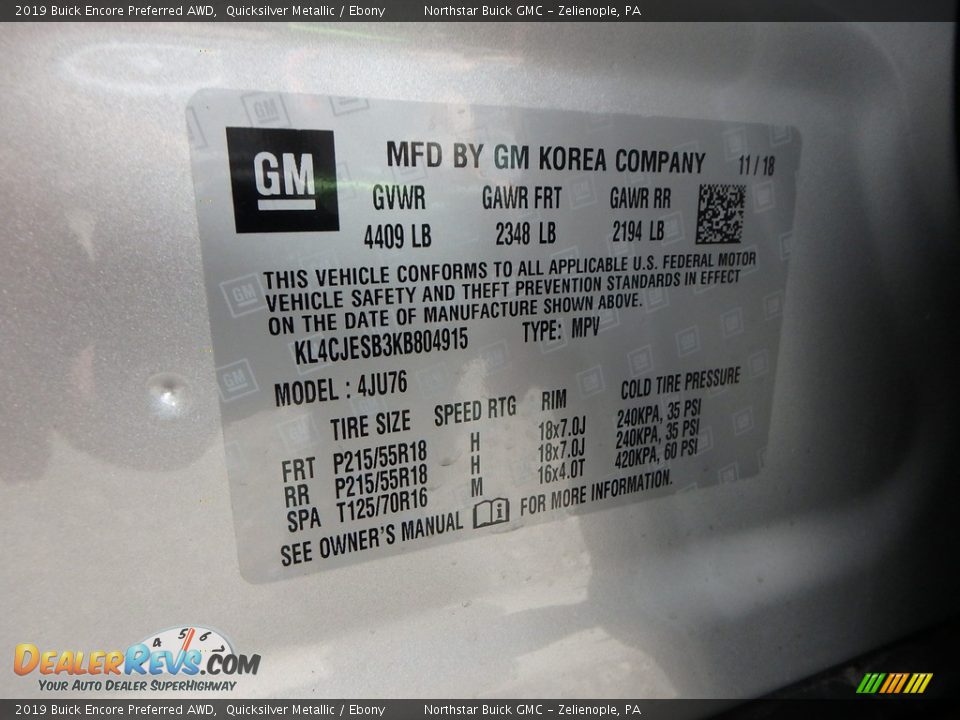 2019 Buick Encore Preferred AWD, Quicksilver Metallic / Ebony Northstar Buick GMC - Zelienople, PA
GM
MFD BY GM KOREA COMPANY 11/18
GVWR GAWR FRT GAWR RR
4409 LB 2348 LB 2194 LB
THIS VEHICLE CONFORMS TO ALL APPLICABLE U.S. FEDERAL MOTOR
VEHICLE SAFETY AND THEFT PREVENTION STANDARDS IN EFFECT
ON THE DATE OF MANUFACTURE SHOWN ABOVE.
KL4CJESB3KB804915 TYPE: MPV
MODEL : 4JU76
TIRE SIZE SPEED RTG RIM COLD TIRE PRESSURE
FRT P215/55R18 H 18x7.0J 240KPA, 35 PSI
RR P215/55R18 H 18x7.0J 240KPA, 35 PSI
SPA T125/70R16 M 16x4.0T 420KPA, 60 PSI
SEE OWNER'S MANUAL i FOR MORE INFORMATION.
4 5 6 7
DEALERREVS.COM
YOUR AUTO DEALER SUPERHIGHWAY
2019 Buick Encore Preferred AWD, Quicksilver Metallic / Ebony Northstar Buick GMC - Zelienople, PA